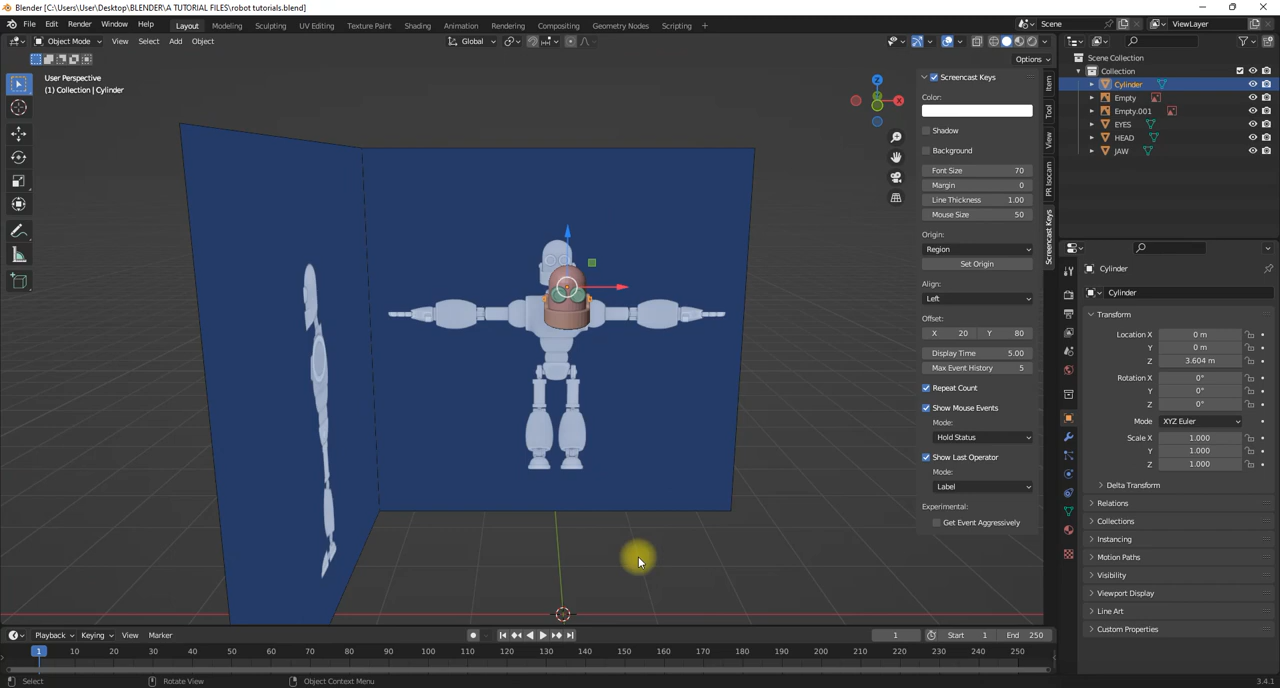 Blender [C:\Users\User\Desktop\BLENDER\A TUTORIAL FILES\robot tutorials.blend]
File Edit Render Window Help Layout Modeling Sculpting UV Editing Texture Paint Shading Animation Rendering Compositing Geometry Nodes Scripting + Scene ViewLayer
Object Mode View Select Add Object Global
Options
User Perspective
(1) Collection | Cylinder
Z
X
Screencast Keys
Color:
Shadow
Background
Font Size 70
Margin 0
Line Thickness 1.00
Mouse Size 50
Origin:
Region
Set Origin
Align:
Left
Offset:
X 20 Y 80
Display Time 5.00
Max Event History 5
Repeat Count
Show Mouse Events
Mode:
Hold Status
Show Last Operator
Mode:
Label
Experimental:
Get Event Aggressively
Item
Tool
View
PR Isocam
Screencast Keys
Scene Collection
Collection
Cylinder
Empty
Empty.001
EYES
HEAD
JAW
Cylinder
Cylinder
Transform
Location X 0 m
Y 0 m
Z 3.604 m
Rotation X 0°
Y 0°
Z 0°
Mode XYZ Euler
Scale X 1.000
Y 1.000
Z 1.000
Delta Transform
Relations
Collections
Instancing
Motion Paths
Visibility
Viewport Display
Line Art
Custom Properties
Playback Keying View Marker 1 Start 1 End 250
1 10 20 30 40 50 60 70 80 90 100 110 120 130 140 150 160 170 180 190 200 210 220 230 240 250
Select Rotate View Object Context Menu 3.4.1